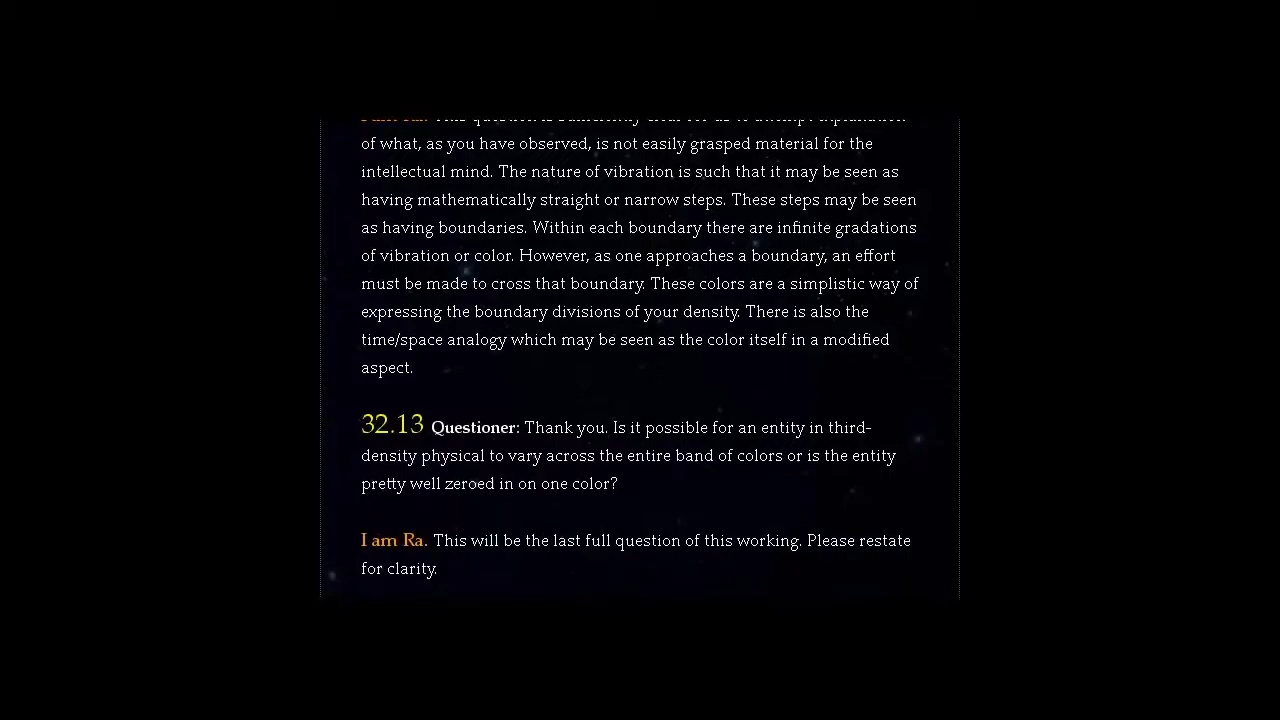 of what, as you have observed, is not easily grasped material for the
intellectual mind. The nature of vibration is such that it may be seen as
having mathematically straight or narrow steps. These steps may be seen
as having boundaries. Within each boundary there are infinite gradations
of vibration or color. However, as one approaches a boundary, an effort
must be made to cross that boundary. These colors are a simplistic way of
expressing the boundary divisions of your density. There is also the
time/space analogy which may be seen as the color itself in a modified
aspect.
32.13 Questioner: Thank you. Is it possible for an entity in third-
density physical to vary across the entire band of colors or is the entity
pretty well zeroed in on one color?
I am Ra. This will be the last full question of this working. Please restate
for clarity.